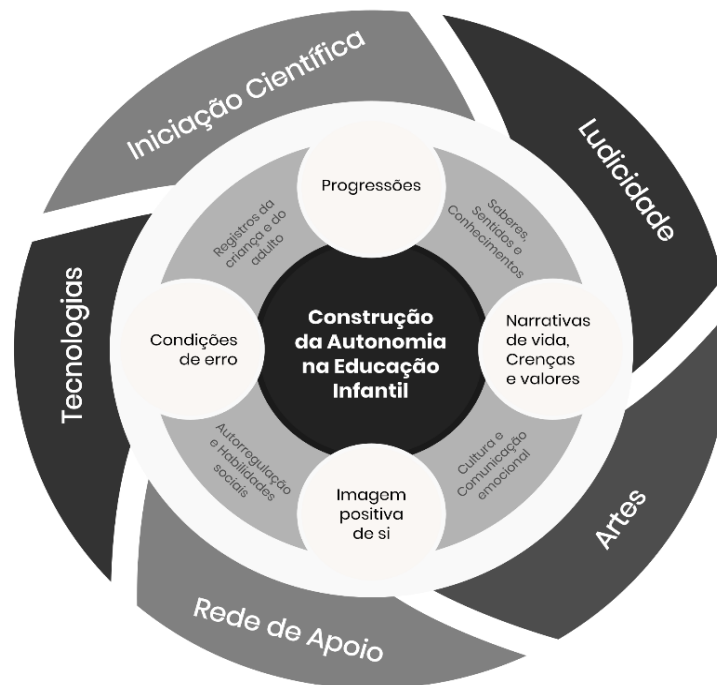 Iniciação Científica
Ludicidade
Progressões
Registros da
criança e do
adulto
Saberes,
Sentidos e
Conhecimentos
Tecnologias
Condições
de erro
Construção
da Autonomia
na Educação
Infantil
Narrativas
de vida,
Crenças
e valores
Autorregulação
e Habilidades
sociais
Imagem
positiva
de si
Cultura e
Comunicação
emocional
Artes
Rede de Apoio